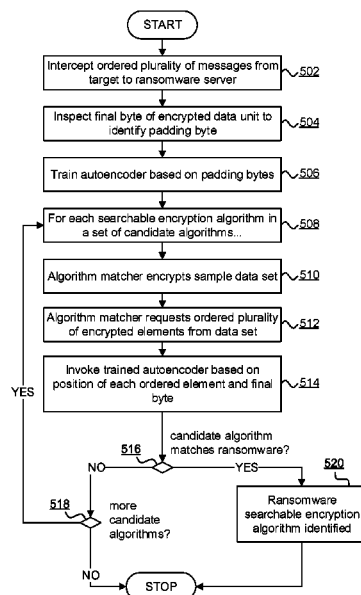 START
Intercept ordered plurality of messages from
target to ransomware server
502
Inspect final byte of encrypted data unit to
identify padding byte
504
Train autoencoder based on padding bytes
506
For each searchable encryption algorithm in
a set of candidate algorithms...
508
Algorithm matcher encrypts sample data set
510
Algorithm matcher requests ordered plurality
of encrypted elements from data set
512
Invoke trained autoencoder based on
position of each ordered element and final
byte
514
YES
candidate algorithm
matches ransomware?
516
NO
YES
520
518
more
candidate
algorithms?
Ransomware
searchable encryption
algorithm identified
NO
STOP